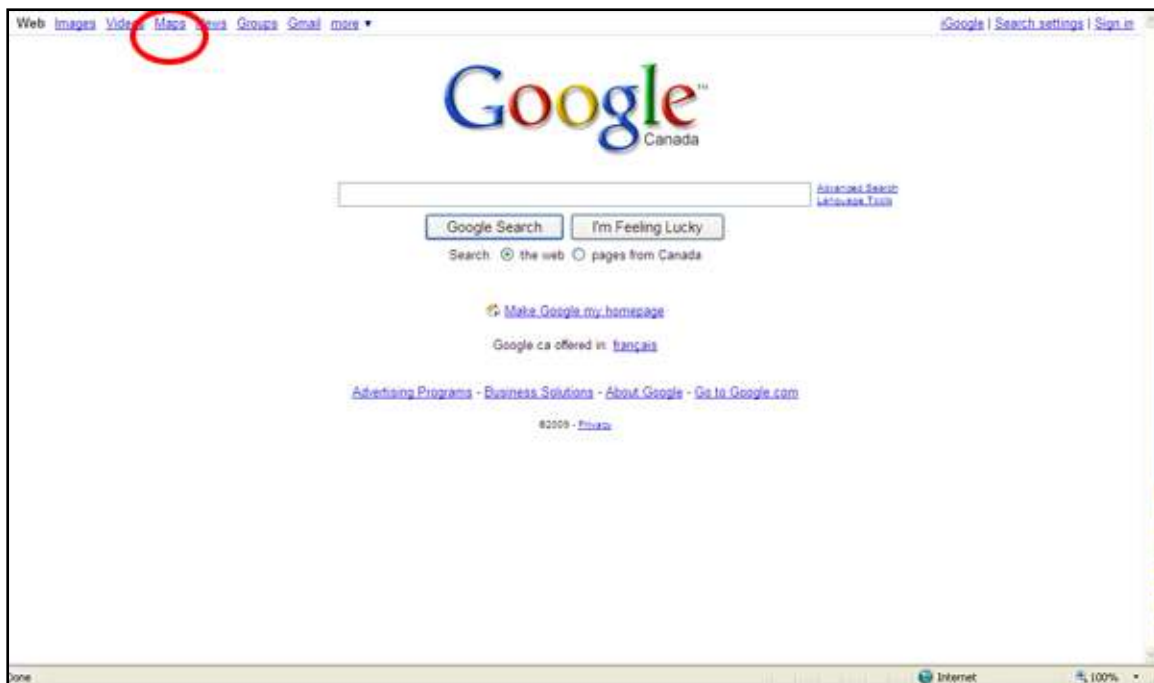 Web Images Videos Maps News Groups Gmail more ▼ iGoogle | Search settings | Sign in
Google™
Canada
Advanced Search
Language Tools
Google Search I'm Feeling Lucky
Search: the web pages from Canada
Make Google my homepage
Google.ca offered in: français
Advertising Programs - Business Solutions - About Google - Go to Google.com
©2009 - Privacy
Done Internet 100%